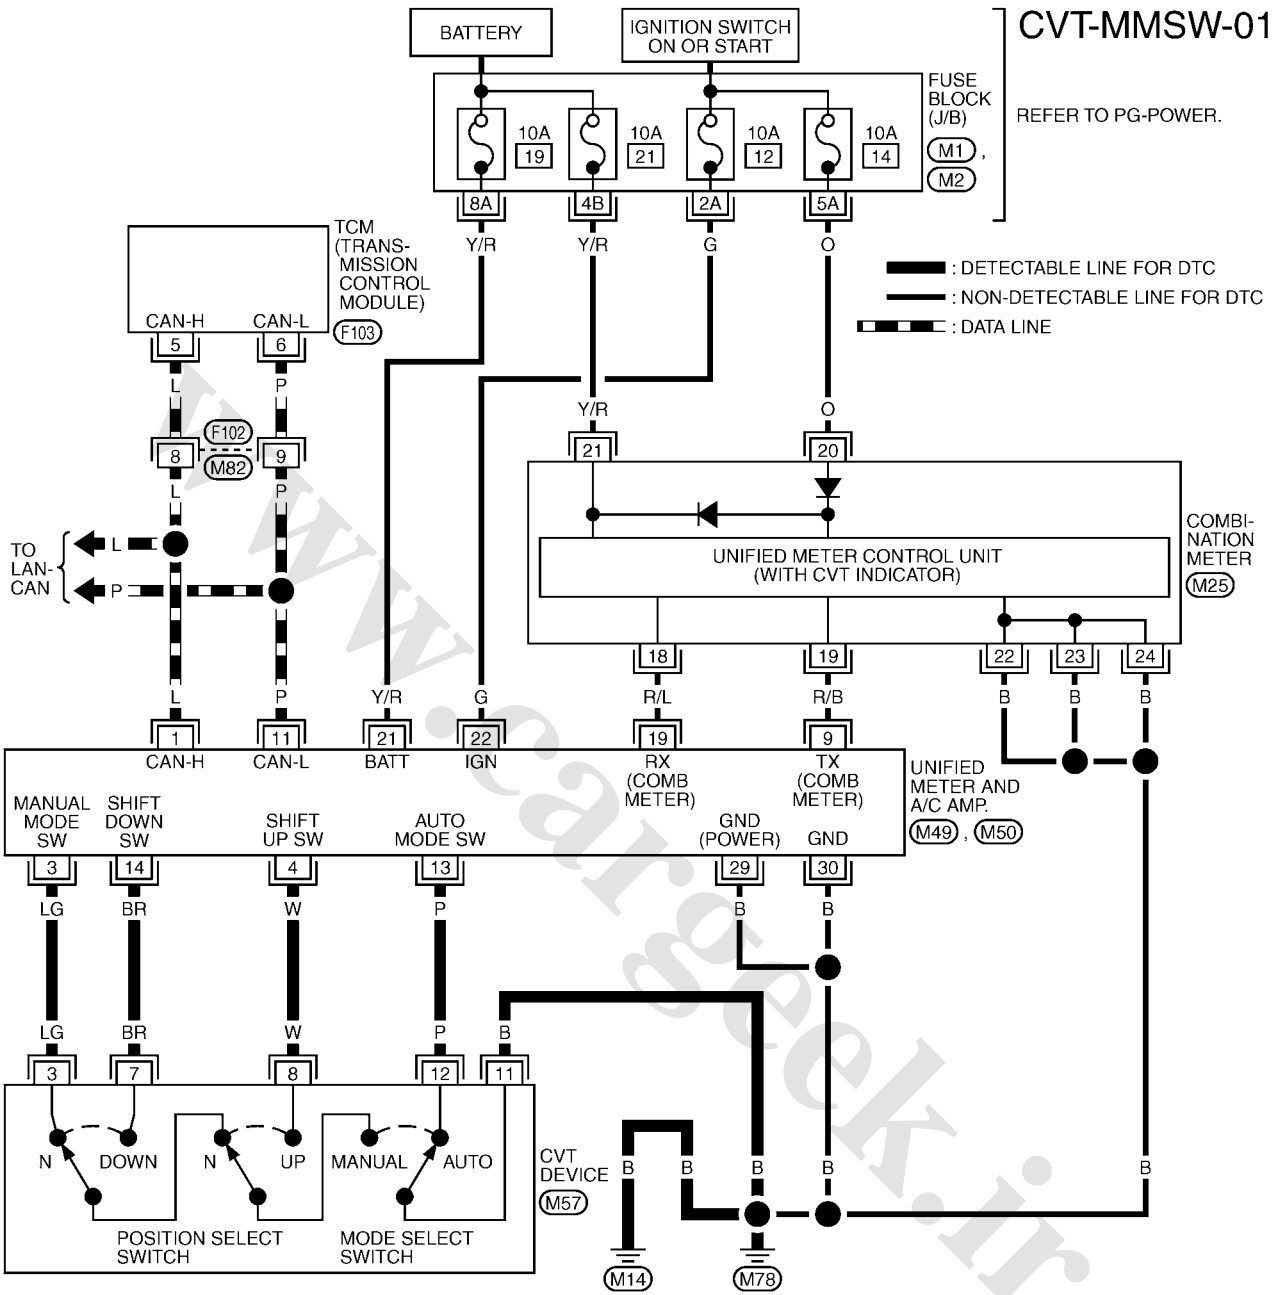 CVT-MMSW-01
BATTERY
IGNITION SWITCH
ON OR START
FUSE
BLOCK
(J/B)
M1 ,
M2
REFER TO PG-POWER.
10A
19
10A
21
10A
12
10A
14
8A
4B
2A
5A
Y/R
Y/R
G
O
TCM
(TRANS-
MISSION
CONTROL
MODULE)
F103
CAN-H
CAN-L
5
6
: DETECTABLE LINE FOR DTC
: NON-DETECTABLE LINE FOR DTC
: DATA LINE
L
P
Y/R
O
F102
M82
8
9
21
20
L
P
TO
LAN-
CAN
L
P
UNIFIED METER CONTROL UNIT
(WITH CVT INDICATOR)
COMBI-
NATION
METER
M25
18
19
22
23
24
L
P
Y/R
G
R/L
R/B
B
B
B
1
11
21
22
19
9
CAN-H
CAN-L
BATT
IGN
RX
(COMB
METER)
TX
(COMB
METER)
UNIFIED
METER AND
A/C AMP.
M49 , M50
MANUAL
MODE
SW
SHIFT
DOWN
SW
SHIFT
UP SW
AUTO
MODE SW
GND
(POWER)
GND
3
14
4
13
29
30
LG
BR
W
P
B
B
LG
BR
W
P
B
3
7
8
12
11
N
DOWN
N
UP
MANUAL
AUTO
CVT
DEVICE
M57
POSITION SELECT
SWITCH
MODE SELECT
SWITCH
B
B
B
B
B
M14
M78
www.cargeek.ir